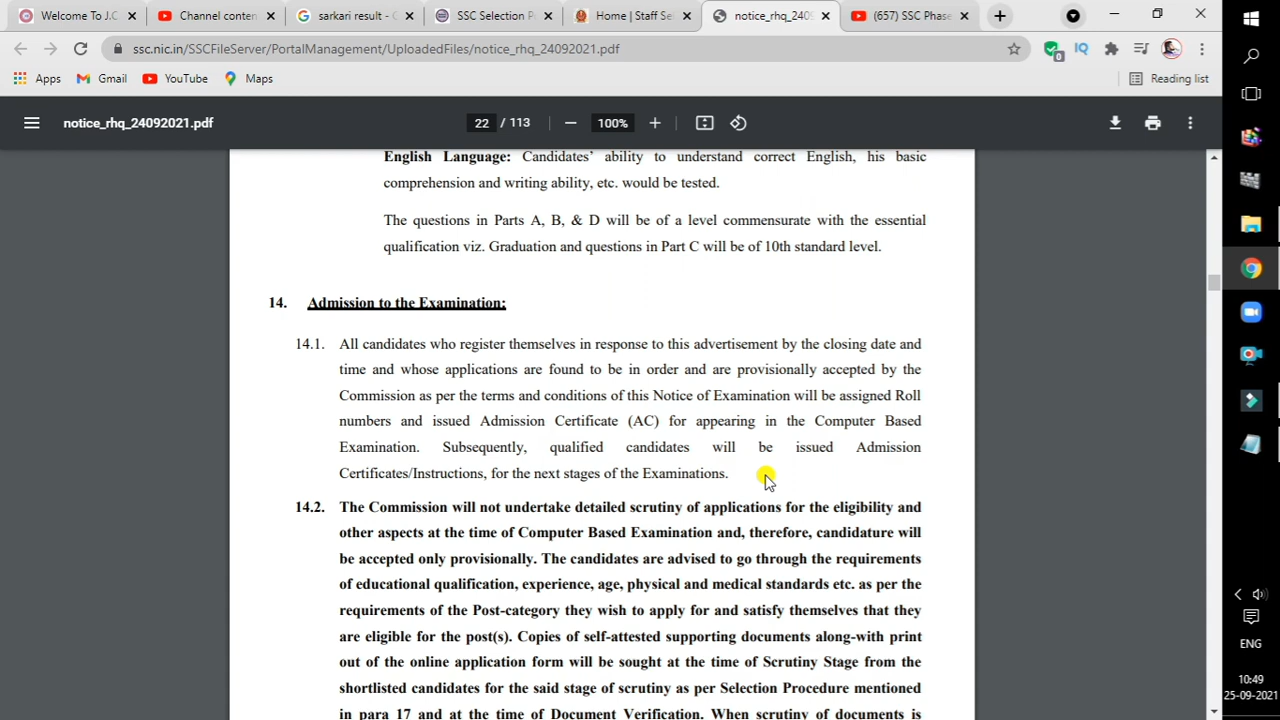 Welcome To J.C
Channel conten
sarkari result - G
SSC Selection P
Home | Staff Se
notice_rhq_2409
(657) SSC Phase
ssc.nic.in/SSCFileServer/PortalManagement/UploadedFiles/notice_rhq_24092021.pdf
0
IQ
Apps
Gmail
YouTube
Maps
Reading list
notice_rhq_24092021.pdf
22 / 113
100%
English Language: Candidates' ability to understand correct English, his basic
comprehension and writing ability, etc. would be tested.
The questions in Parts A, B, & D will be of a level commensurate with the essential
qualification viz. Graduation and questions in Part C will be of 10th standard level.
14. Admission to the Examination:
14.1. All candidates who register themselves in response to this advertisement by the closing date and
time and whose applications are found to be in order and are provisionally accepted by the
Commission as per the terms and conditions of this Notice of Examination will be assigned Roll
numbers and issued Admission Certificate (AC) for appearing in the Computer Based
Examination. Subsequently, qualified candidates will be issued Admission
Certificates/Instructions, for the next stages of the Examinations.
14.2. The Commission will not undertake detailed scrutiny of applications for the eligibility and
other aspects at the time of Computer Based Examination and, therefore, candidature will
be accepted only provisionally. The candidates are advised to go through the requirements
of educational qualification, experience, age, physical and medical standards etc. as per the
requirements of the Post-category they wish to apply for and satisfy themselves that they
are eligible for the post(s). Copies of self-attested supporting documents along-with print
out of the online application form will be sought at the time of Scrutiny Stage from the
shortlisted candidates for the said stage of scrutiny as per Selection Procedure mentioned
in para 17 and at the time of Document Verification. When scrutiny of documents is
ENG
10:49
25-09-2021